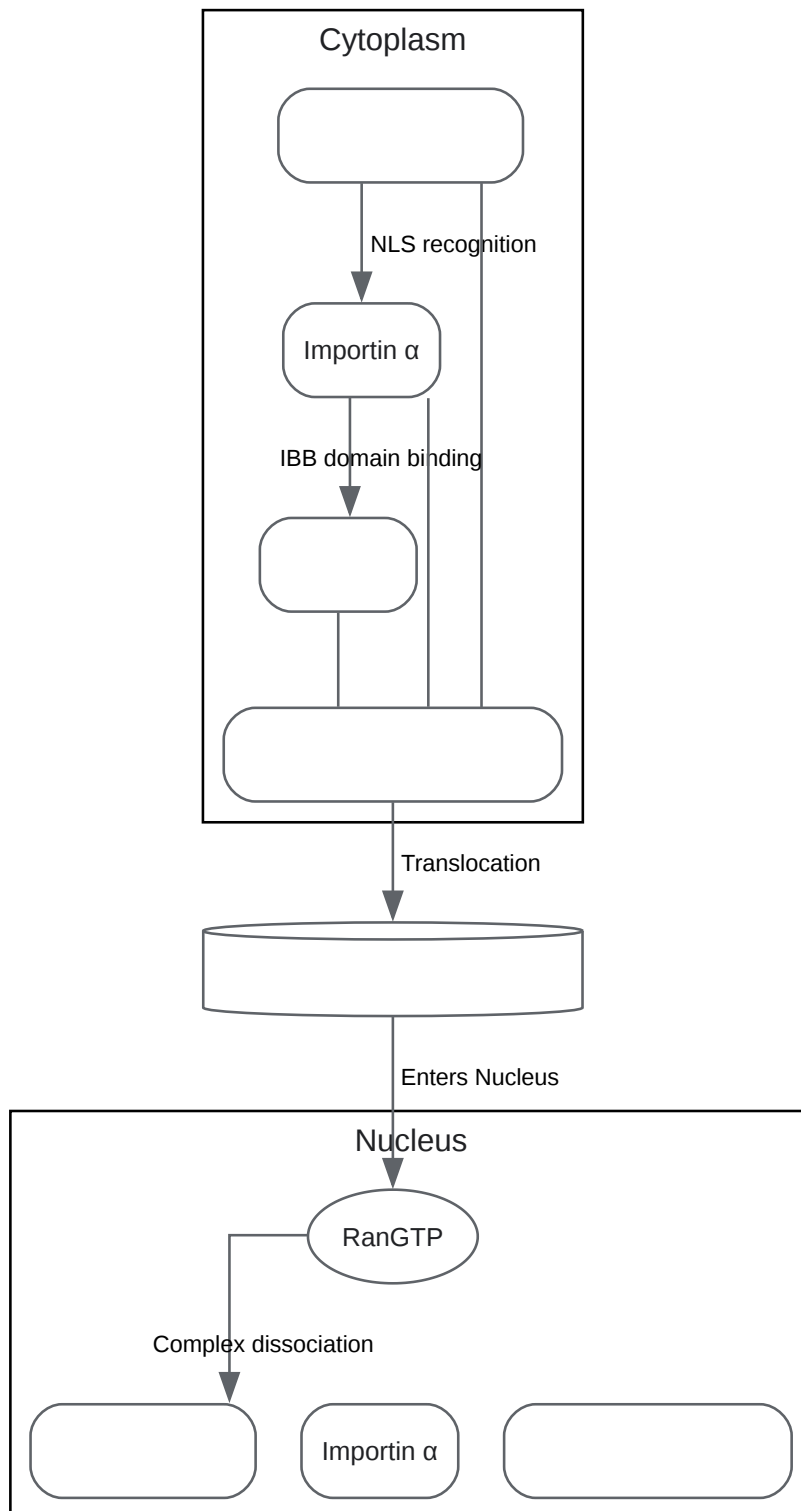 Cytoplasm
NLS recognition
Importin α
IBB domain binding
Translocation
Enters Nucleus
Nucleus
RanGTP
Complex dissociation
Importin α